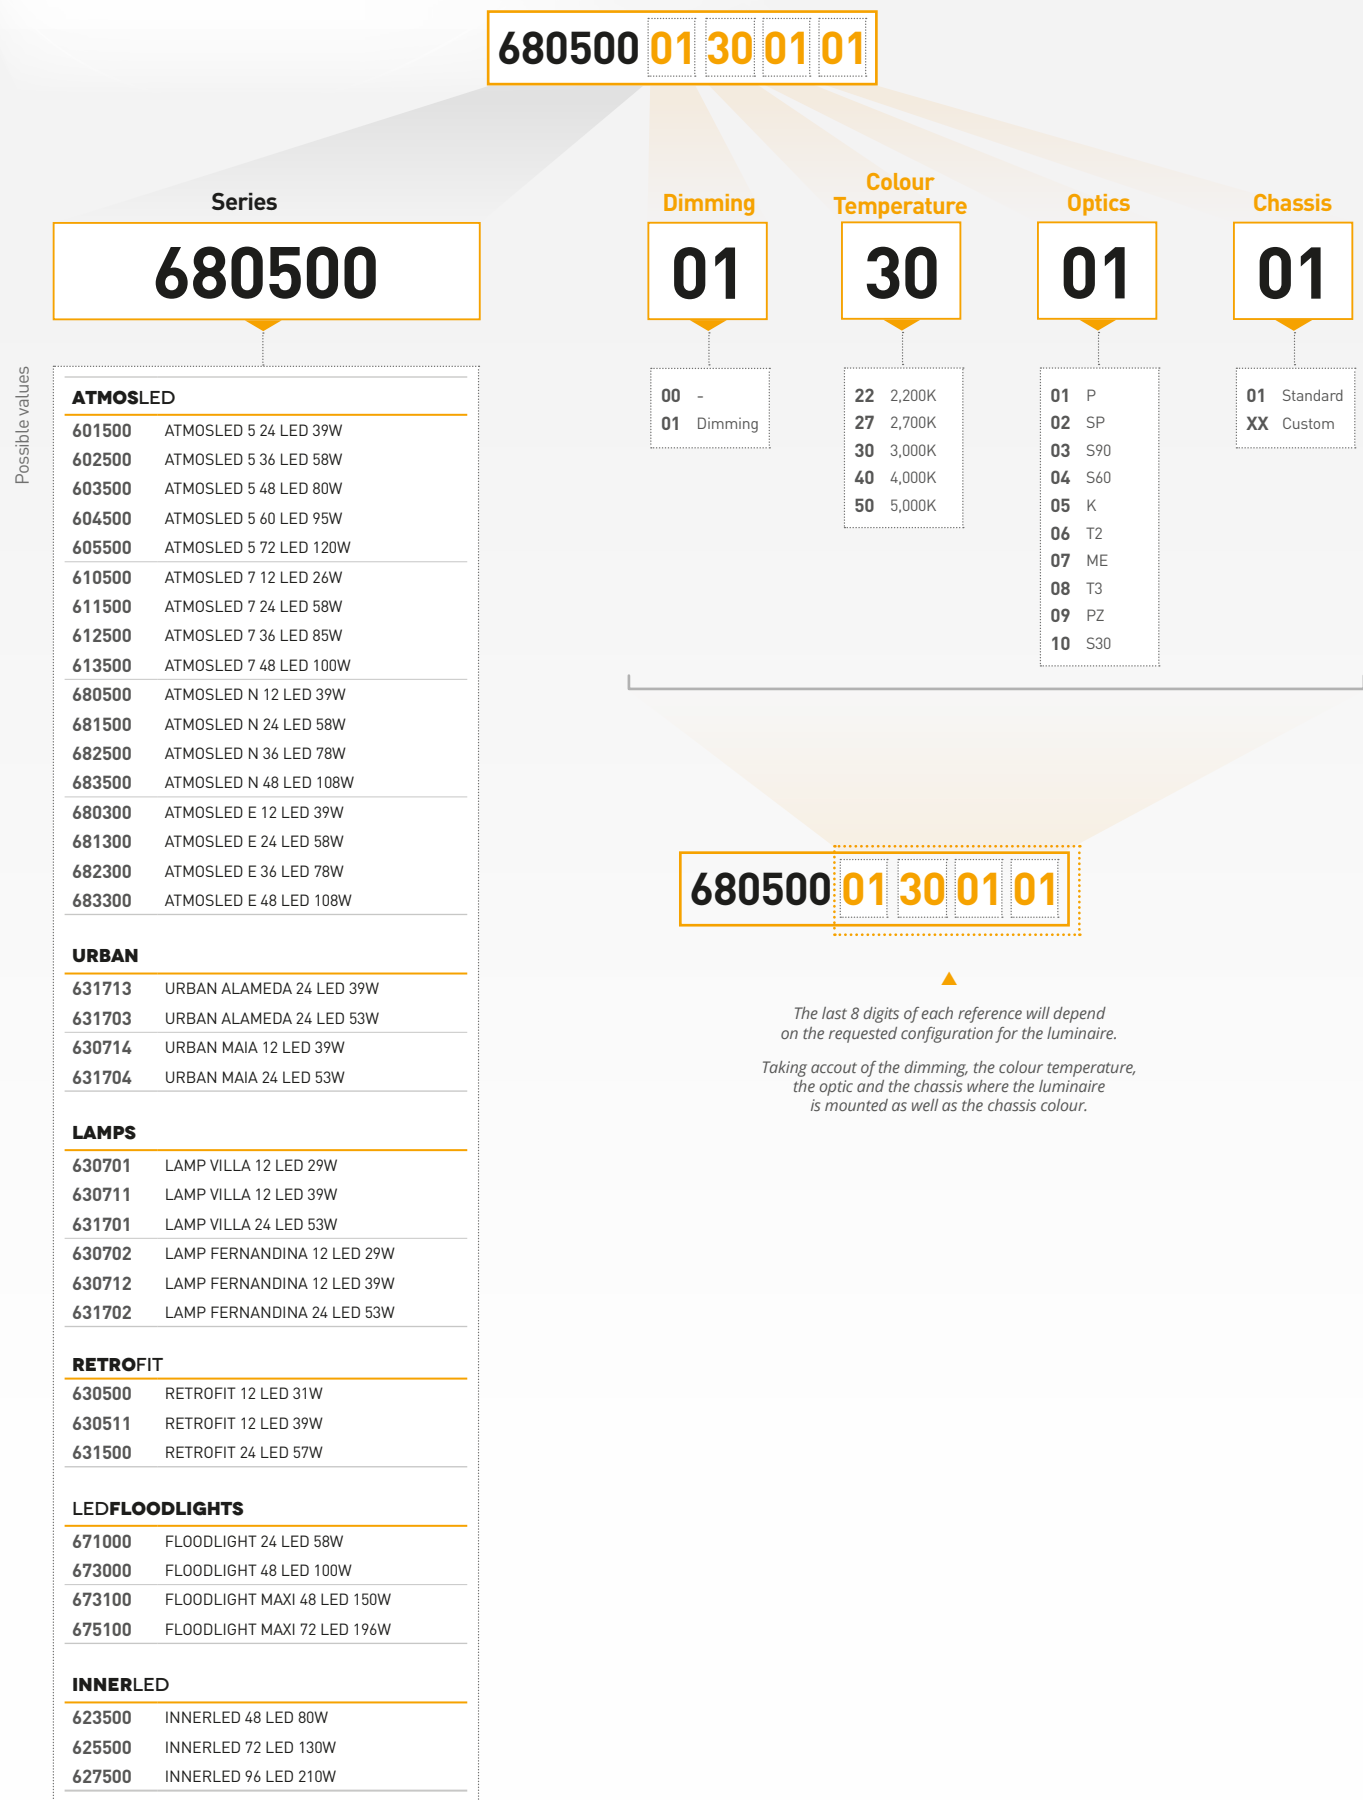 680500 01 30 01 01
Series
680500
Dimming
01
Colour
Temperature
30
Optics
01
Chassis
01
Possible values
ATMOSLED
601500 ATMOSLED 5 24 LED 39W
602500 ATMOSLED 5 36 LED 58W
603500 ATMOSLED 5 48 LED 80W
604500 ATMOSLED 5 60 LED 95W
605500 ATMOSLED 5 72 LED 120W
610500 ATMOSLED 7 12 LED 26W
611500 ATMOSLED 7 24 LED 58W
612500 ATMOSLED 7 36 LED 85W
613500 ATMOSLED 7 48 LED 100W
680500 ATMOSLED N 12 LED 39W
681500 ATMOSLED N 24 LED 58W
682500 ATMOSLED N 36 LED 78W
683500 ATMOSLED N 48 LED 108W
680300 ATMOSLED E 12 LED 39W
681300 ATMOSLED E 24 LED 58W
682300 ATMOSLED E 36 LED 78W
683300 ATMOSLED E 48 LED 108W
URBAN
631713 URBAN ALAMEDA 24 LED 39W
631703 URBAN ALAMEDA 24 LED 53W
630714 URBAN MAIA 12 LED 39W
631704 URBAN MAIA 24 LED 53W
LAMPS
630701 LAMP VILLA 12 LED 29W
630711 LAMP VILLA 12 LED 39W
631701 LAMP VILLA 24 LED 53W
630702 LAMP FERNANDINA 12 LED 29W
630712 LAMP FERNANDINA 12 LED 39W
631702 LAMP FERNANDINA 24 LED 53W
RETROFIT
630500 RETROFIT 12 LED 31W
630511 RETROFIT 12 LED 39W
631500 RETROFIT 24 LED 57W
LEDFLOODLIGHTS
671000 FLOODLIGHT 24 LED 58W
673000 FLOODLIGHT 48 LED 100W
673100 FLOODLIGHT MAXI 48 LED 150W
675100 FLOODLIGHT MAXI 72 LED 196W
INNERLED
623500 INNERLED 48 LED 80W
625500 INNERLED 72 LED 130W
627500 INNERLED 96 LED 210W
00 -
01 Dimming
22 2,200K
27 2,700K
30 3,000K
40 4,000K
50 5,000K
01 P
02 SP
03 S90
04 S60
05 K
06 T2
07 ME
08 T3
09 PZ
10 S30
01 Standard
XX Custom
680500 01 30 01 01
The last 8 digits of each reference will depend
on the requested configuration for the luminaire.
Taking accout of the dimming, the colour temperature,
the optic and the chassis where the luminaire
is mounted as well as the chassis colour.